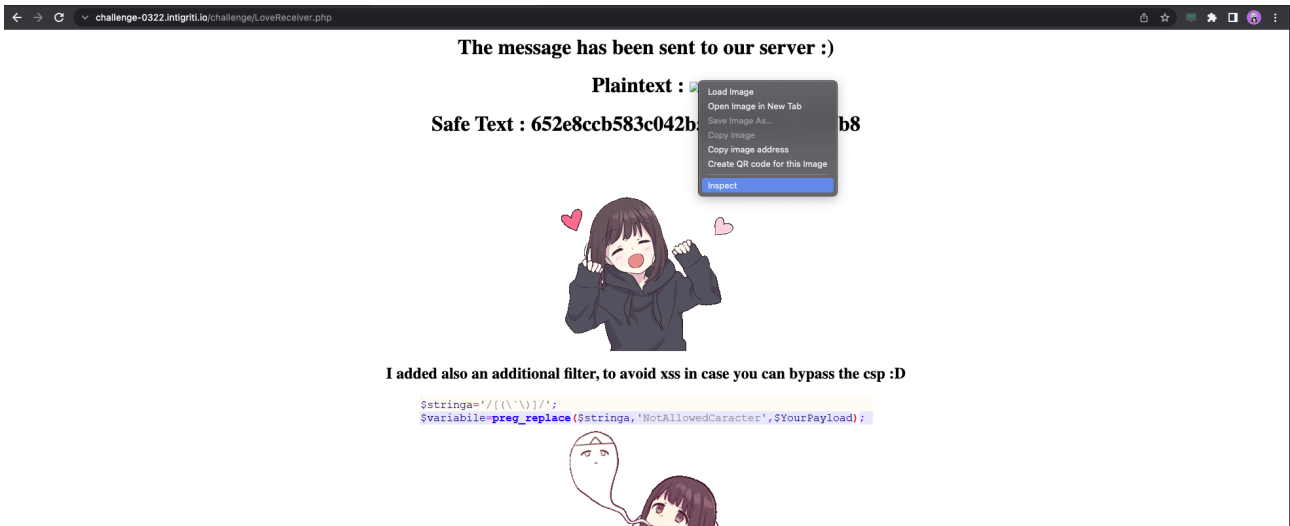 challenge-0322.intigriti.io/challenge/LoveReceiver.php
The message has been sent to our server :)
Plaintext :
Load Image
Open Image in New Tab
Save Image As...
Copy Image
Copy image address
Create QR code for this Image
Inspect
Safe Text : 652e8ccb583c042b b8
I added also an additional filter, to avoid xss in case you can bypass the csp :D
$stringa='/[(\`\)]/';
$variabile=preg_replace($stringa,'NotAllowedCaracter',$YourPayload);